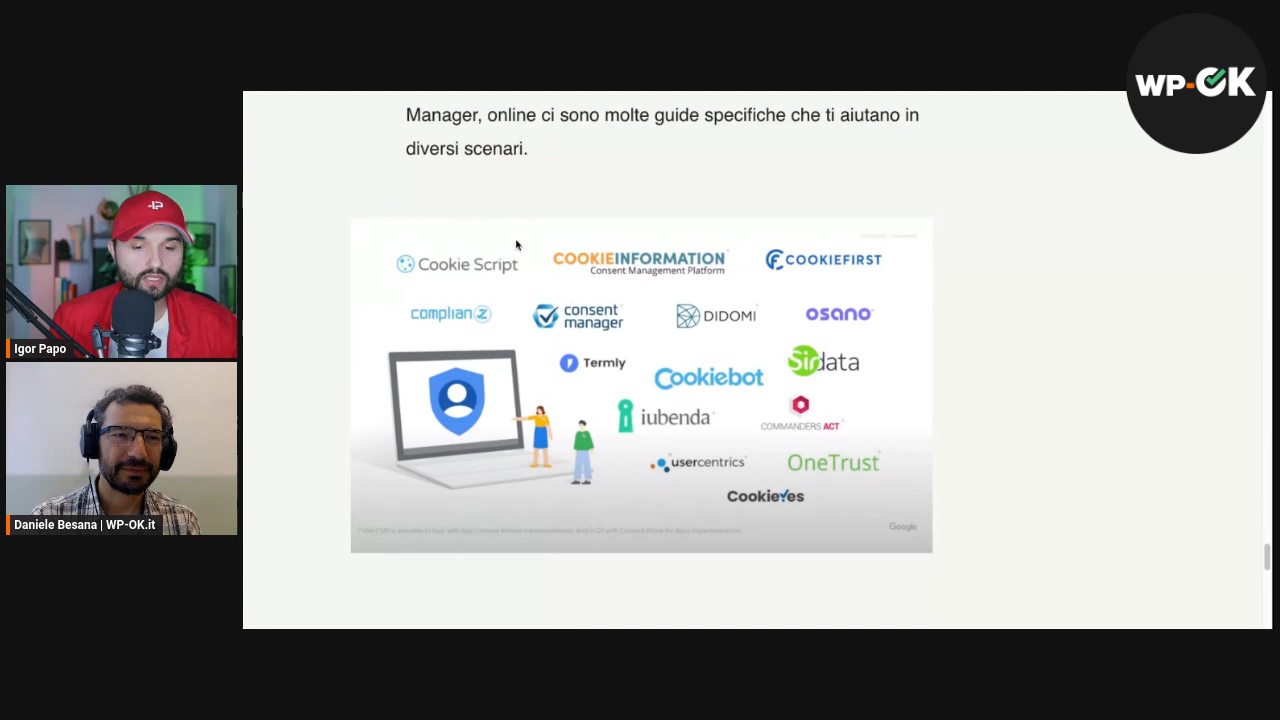 WP-OK
Manager, online ci sono molte guide specifiche che ti aiutano in
diversi scenari.
Cookie Script
COOKIEINFORMATION
Consent Management Platform
COOKIEFIRST
complianz
consent
manager
DIDOMI
osano
Termly
Cookiebot
Sirdata
iubenda
COMMANDERS ACT
usercentrics
OneTrust
CookieYes
Google
Igor Papo
Daniele Besana | WP-OK.it